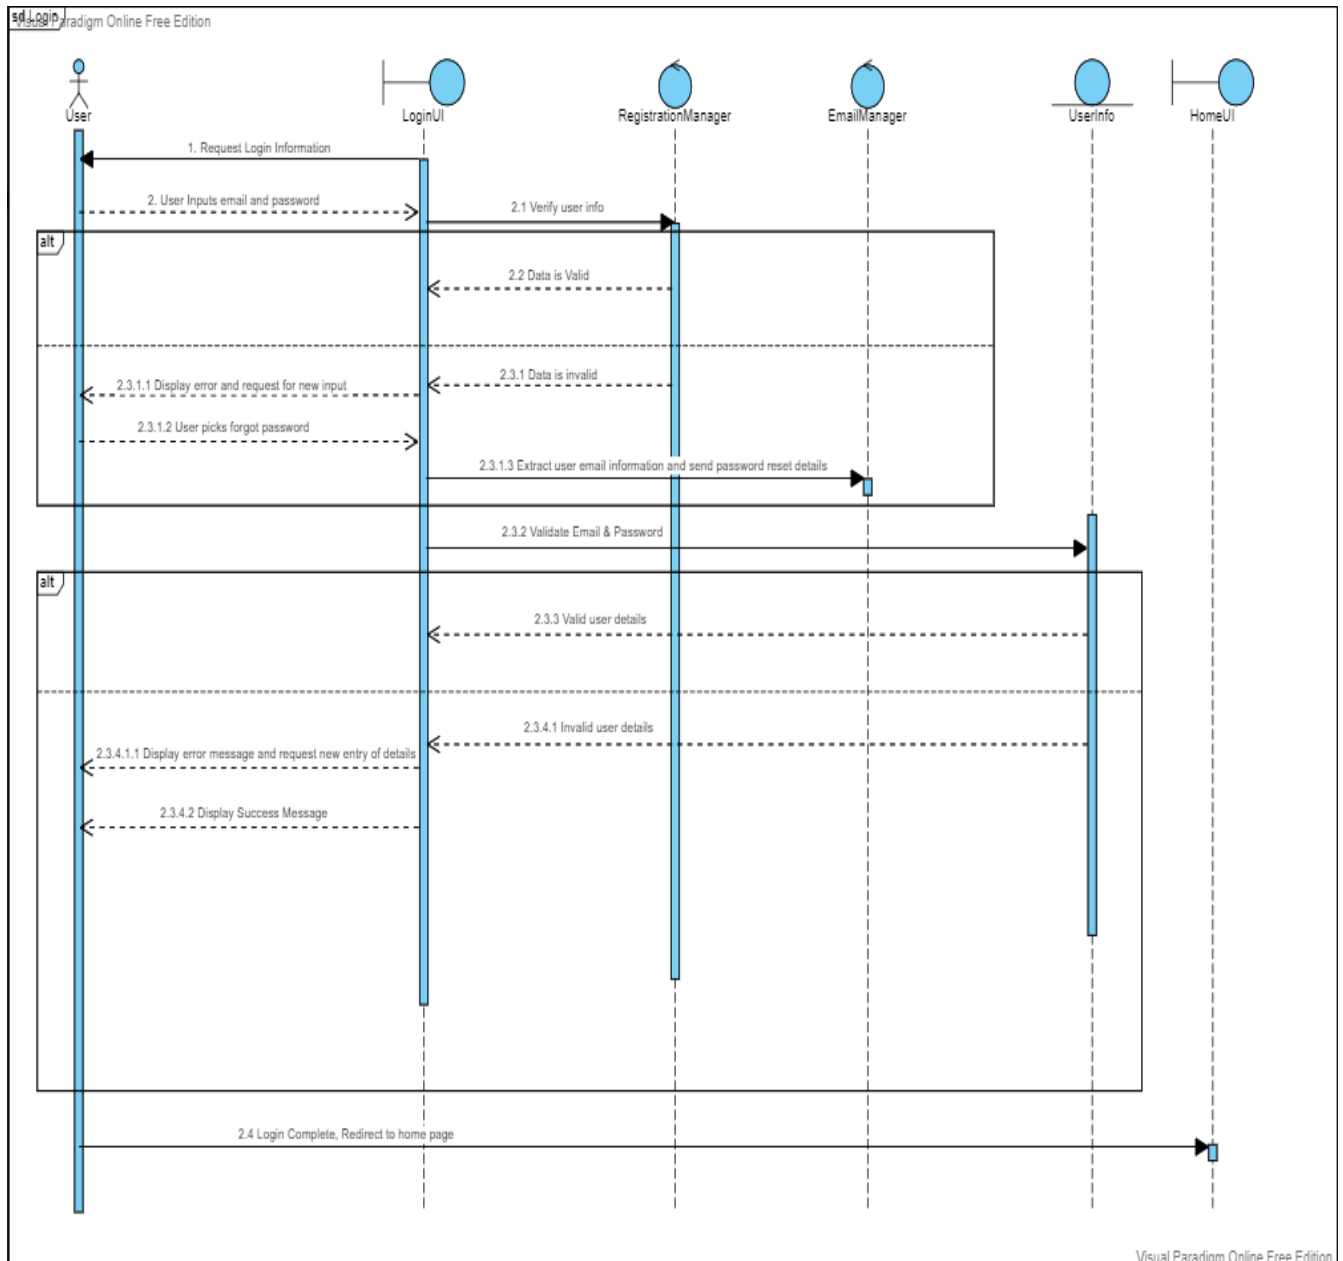 sd Login
Visual Paradigm Online Free Edition
User
LoginUI
RegistrationManager
EmailManager
UserInfo
HomeUI
1. Request Login Information
2. User Inputs email and password
2.1 Verify user info
alt
2.2 Data is Valid
2.3.1 Data is invalid
2.3.1.1 Display error and request for new input
2.3.1.2 User picks forgot password
2.3.1.3 Extract user email information and send password reset details
2.3.2 Validate Email & Password
alt
2.3.3 Valid user details
2.3.4.1 Invalid user details
2.3.4.1.1 Display error message and request new entry of details
2.3.4.2 Display Success Message
2.4 Login Complete, Redirect to home page
Visual Paradigm Online Free Edition